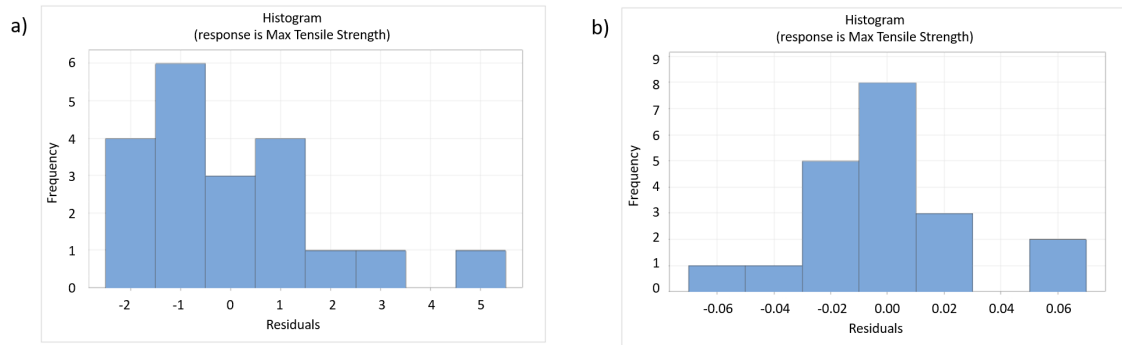 a)
Histogram
(response is Max Tensile Strength)
6
5
4
3
2
1
0
Frequency
-2 -1 0 1 2 3 4 5
Residuals
b)
Histogram
(response is Max Tensile Strength)
9
8
7
6
5
4
3
2
1
0
Frequency
-0.06 -0.04 -0.02 0.00 0.02 0.04 0.06
Residuals